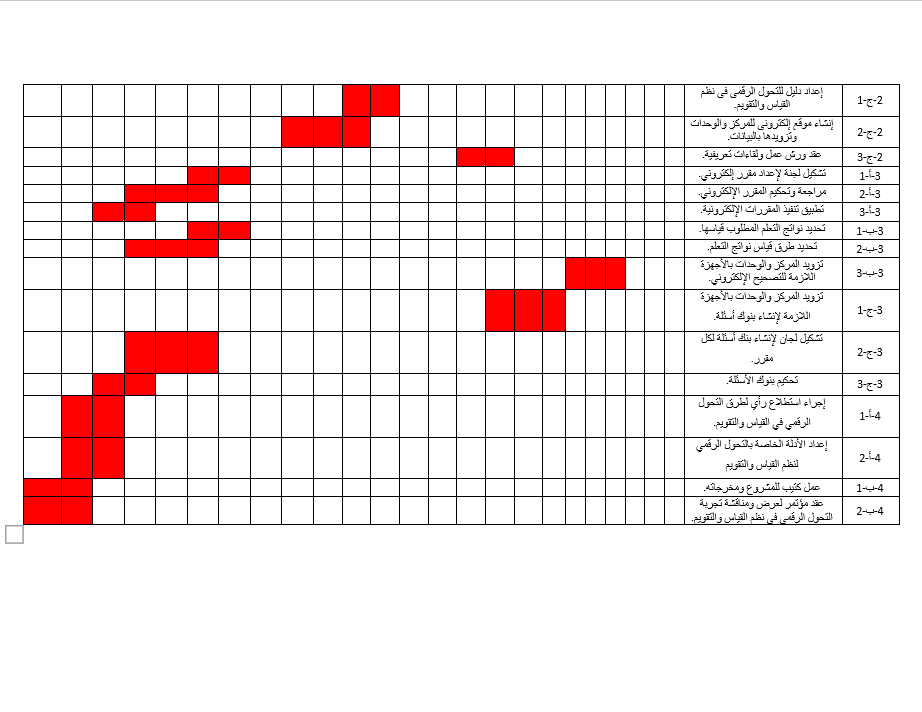 2-ج-1
إعداد دليل للتحول الرقمى فى نظم
القياس والتقويم.
2-ج-2
إنشاء موقع إلكترونى للمركز والوحدات
وتزويدها بالبيانات.
2-ج-3
عقد ورش عمل ولقاءات تعريفية.
3-أ-1
تشكيل لجنة لإعداد مقرر إلكتروني.
3-أ-2
مراجعة وتحكيم المقرر الإلكتروني.
3-أ-3
تطبيق تنفيذ المقررات الإلكترونية.
3-ب-1
تحديد نواتج التعلم المطلوب قياسها.
3-ب-2
تحديد طرق قياس نواتج التعلم.
3-ب-3
تزويد المركز والوحدات بالأجهزة
اللازمة للتصحيح الإلكتروني.
3-ج-1
تزويد المركز والوحدات بالأجهزة
اللازمة لإنشاء بنوك أسئلة.
3-ج-2
تشكيل لجان لإنشاء بنك أسئلة لكل
مقرر.
3-ج-3
تحكيم بنوك الأسئلة.
4-أ-1
إجراء استطلاع رأي لطرق التحول
الرقمي في القياس والتقويم.
4-أ-2
إعداد الأدلة الخاصة بالتحول الرقمي
لنظم القياس والتقويم
4-ب-1
عمل كتيب للمشروع ومخرجاته.
4-ب-2
عقد مؤتمر لعرض ومناقشة تجربة
التحول الرقمى فى نظم القياس والتقويم.